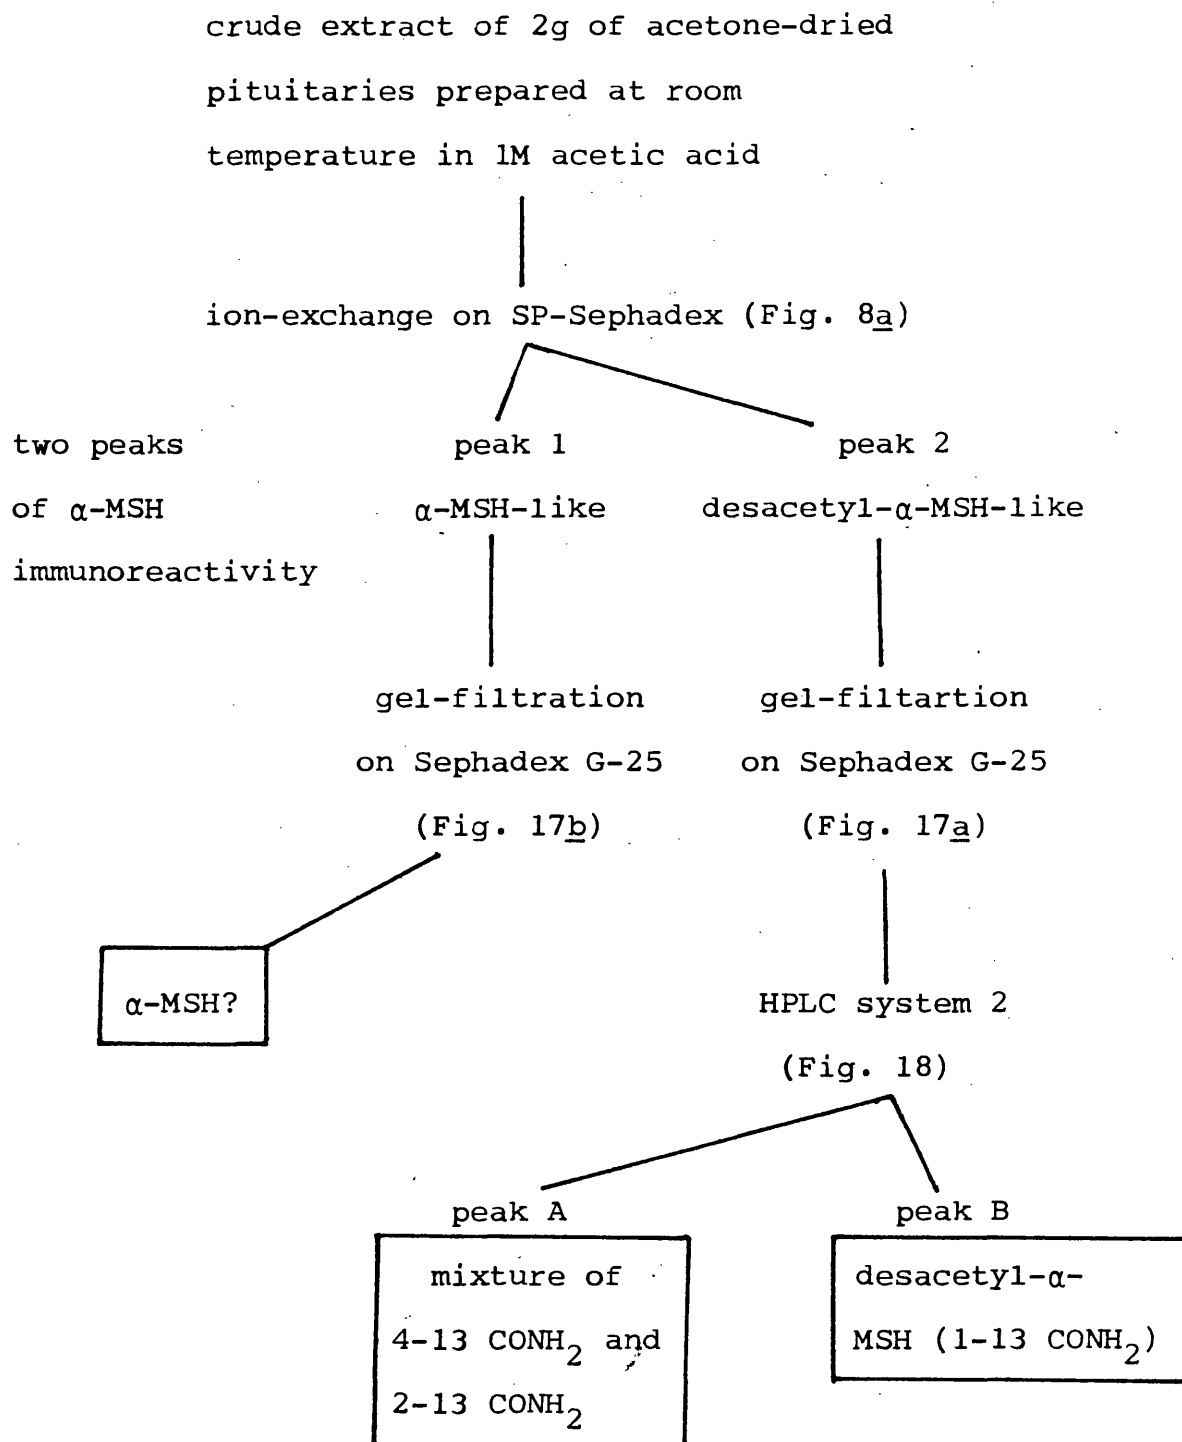 crude extract of 2g of acetone-dried
pituitaries prepared at room
temperature in 1M acetic acid
ion-exchange on SP-Sephadex (Fig. 8a)
two peaks
of α-MSH
immunoreactivity
peak 1
α-MSH-like
peak 2
desacetyl-α-MSH-like
gel-filtration
on Sephadex G-25
(Fig. 17b)
gel-filtartion
on Sephadex G-25
(Fig. 17a)
α-MSH?
HPLC system 2
(Fig. 18)
peak A
mixture of
4-13 CONH₂ and
2-13 CONH₂
peak B
desacetyl-α-
MSH (1-13 CONH₂)